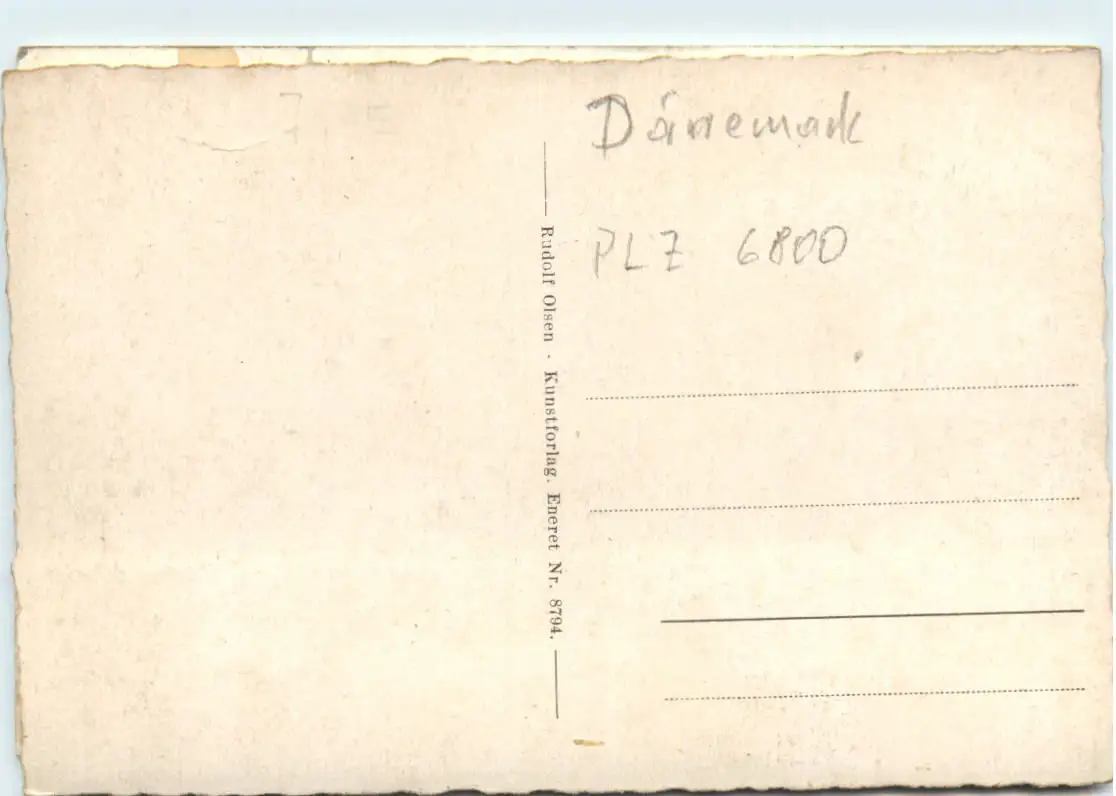 Dänemark
PLZ 6800
Rudolf Olsen · Kunstforlag. Eneret Nr. 8794.